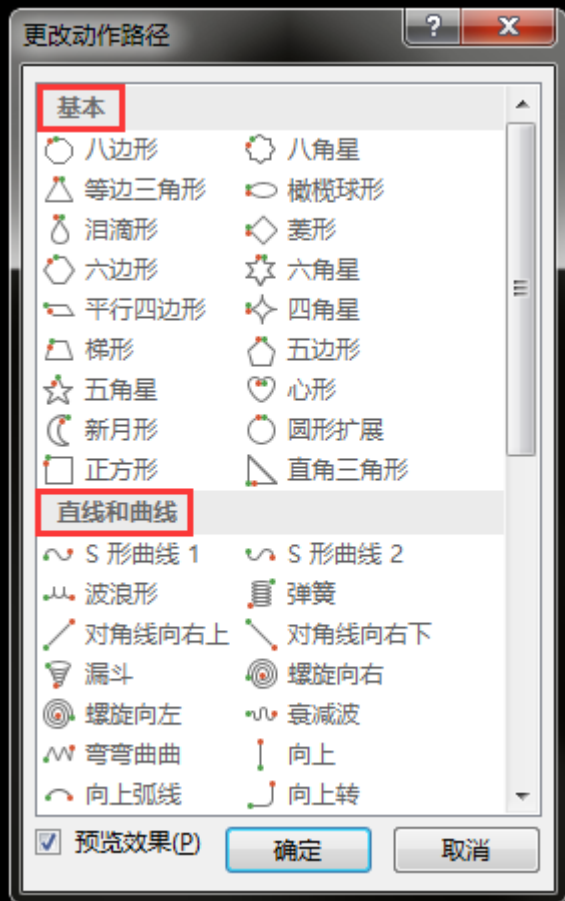 更改动作路径
?
X
基本
八边形 八角星
等边三角形 橄榄球形
泪滴形 菱形
六边形 六角星
平行四边形 四角星
梯形 五边形
五角星 心形
新月形 圆形扩展
正方形 直角三角形
直线和曲线
S 形曲线 1 S 形曲线 2
波浪形 弹簧
对角线向右上 对角线向右下
漏斗 螺旋向右
螺旋向左 衰减波
弯弯曲曲 向上
向上弧线 向上转
预览效果(P) 确定 取消